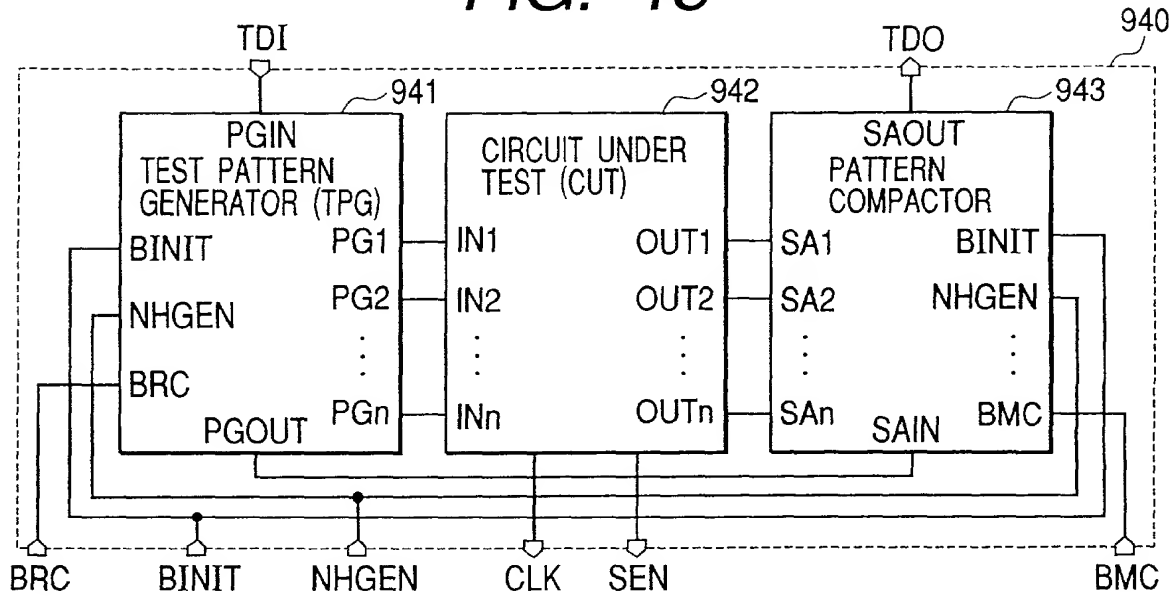 FIG.
940
TDI
TDO
941
942
943
PGIN
TEST PATTERN
GENERATOR (TPG)
BINIT
NHGEN
BRC
PG1
PG2
⋮
PGn
PGOUT
CIRCUIT UNDER
TEST (CUT)
IN1
IN2
⋮
INn
OUT1
OUT2
⋮
OUTn
SAOUT
PATTERN
COMPACTOR
SA1
SA2
⋮
SAn
BINIT
NHGEN
⋮
BMC
SAIN
BRC
BINIT
NHGEN
CLK
SEN
BMC